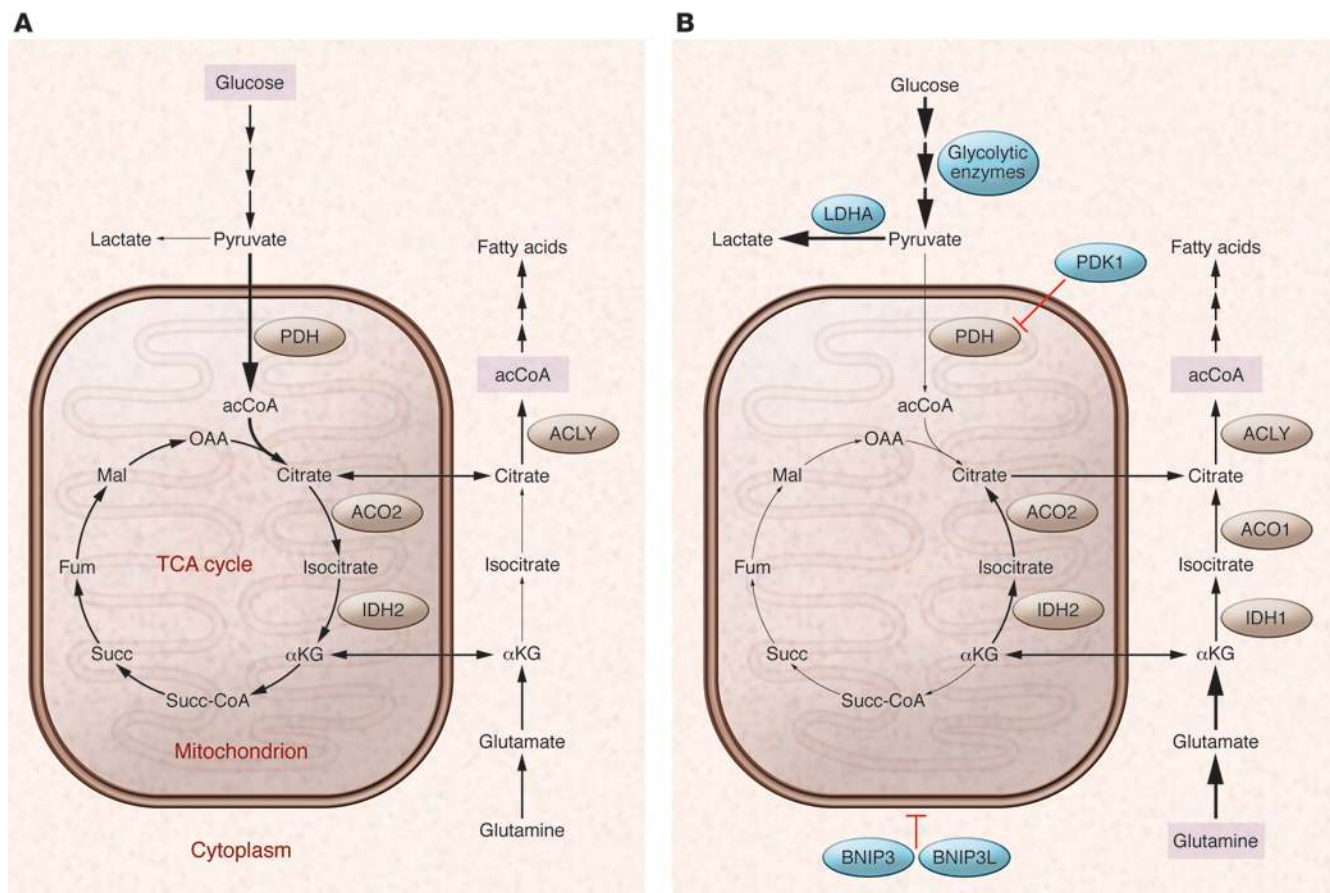 A
Glucose
Lactate
Pyruvate
Fatty acids
PDH
acCoA
acCoA
OAA
ACLY
Mal
Citrate
Citrate
ACO2
Fum
TCA cycle
Isocitrate
Isocitrate
IDH2
Succ
αKG
αKG
Succ-CoA
Mitochondrion
Glutamate
Glutamine
Cytoplasm
B
Glucose
Glycolytic
enzymes
LDHA
Lactate
Pyruvate
Fatty acids
PDK1
PDH
acCoA
acCoA
OAA
ACLY
Mal
Citrate
Citrate
ACO2
ACO1
Fum
Isocitrate
Isocitrate
IDH2
IDH1
Succ
αKG
αKG
Succ-CoA
Glutamate
Glutamine
BNIP3
BNIP3L